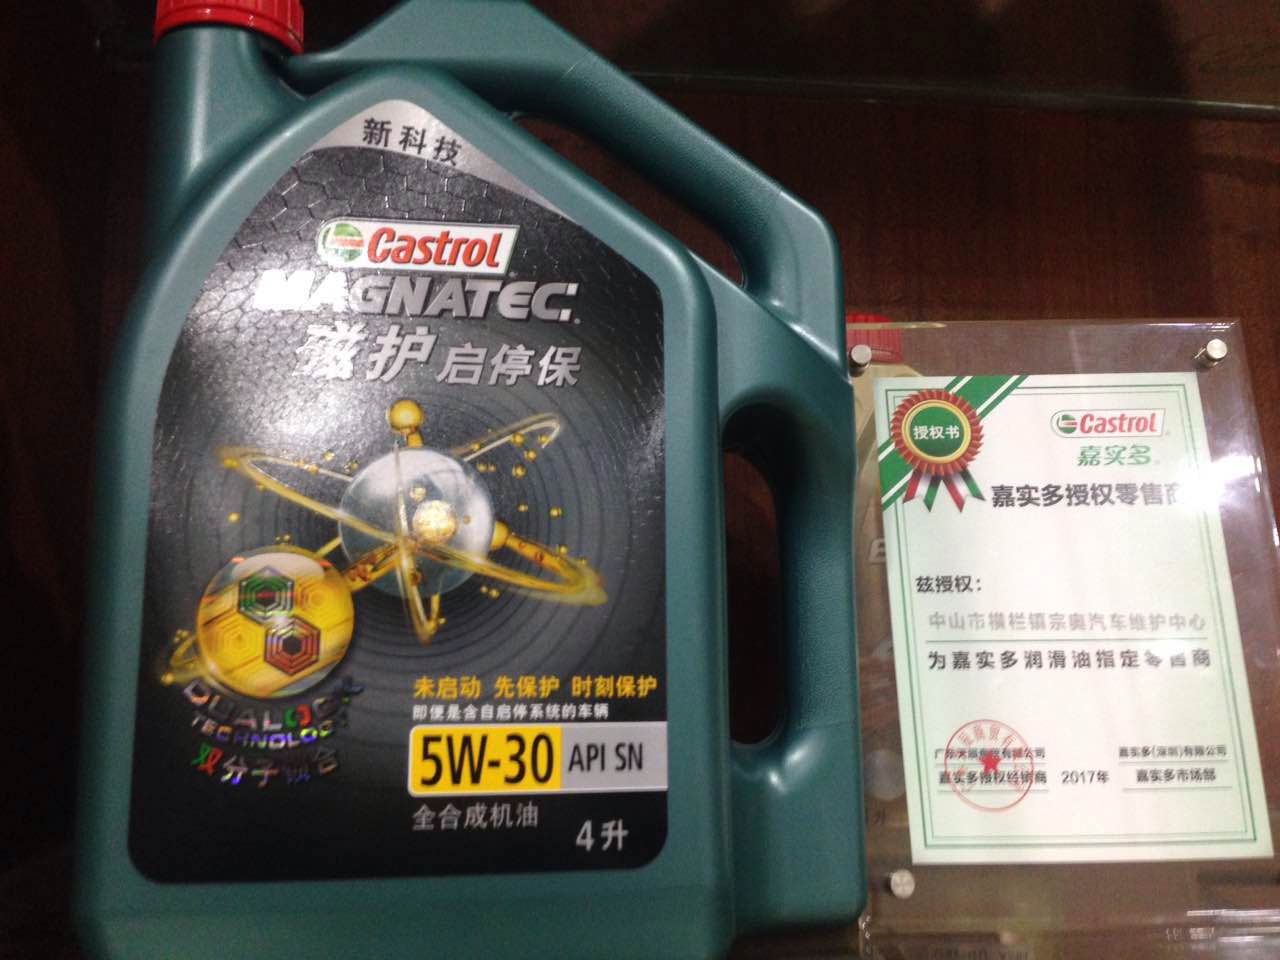 新科技
Castrol
MAGNATEC
磁护 启停保
未启动 先保护 时刻保护
即便是含自启停系统的车辆
5W-30 API SN
全合成机油
4升
DUALOCK
TECHNOLOGY
双分子锁合
授权书
Castrol
嘉实多
嘉实多授权零售商
兹授权：
中山市横栏镇宗奥汽车维护中心
为嘉实多润滑油指定零售商
嘉实多(深圳)有限公司
嘉实多授权经销商
2017年
嘉实多市场部